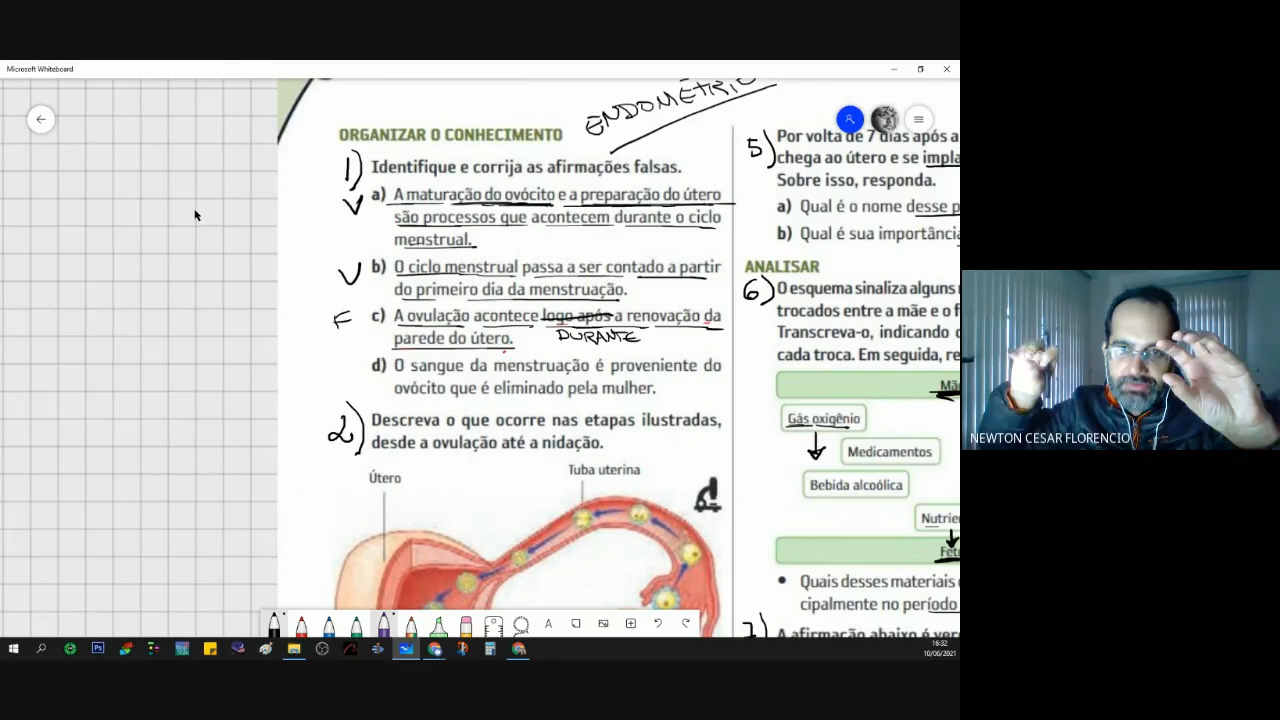 Microsoft Whiteboard
ENDOMÉTRIO
ORGANIZAR O CONHECIMENTO
1) Identifique e corrija as afirmações falsas.
V a) A maturação do ovócito e a preparação do útero
são processos que acontecem durante o ciclo
menstrual.
V b) O ciclo menstrual passa a ser contado a partir
do primeiro dia da menstruação.
F c) A ovulação acontece logo após a renovação da
parede do útero. DURANTE
d) O sangue da menstruação é proveniente do
ovócito que é eliminado pela mulher.
2) Descreva o que ocorre nas etapas ilustradas,
desde a ovulação até a nidação.
Útero
Tuba uterina
5) Por volta de 7 dias após a
chega ao útero e se impla
Sobre isso, responda.
a) Qual é o nome desse p
b) Qual é sua importância
ANALISAR
6) O esquema sinaliza alguns
trocados entre a mãe e o f
Transcreva-o, indicando
cada troca. Em seguida, re
Mãe
Gás oxigênio
Medicamentos
Bebida alcoólica
Nutrie
Feto
• Quais desses materiais
cipalmente no período
7) A afirmação abaixo é ver
NEWTON CESAR FLORENCIO
16:32
10/06/2021